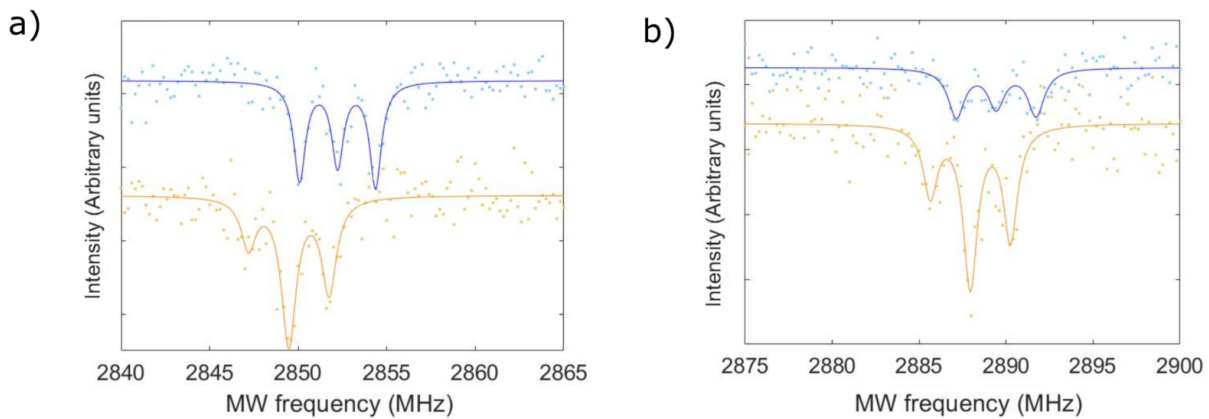 a)
Intensity (Arbitrary units)
2840 2845 2850 2855 2860 2865
MW frequency (MHz)
b)
Intensity (Arbitrary units)
2875 2880 2885 2890 2895 2900
MW frequency (MHz)